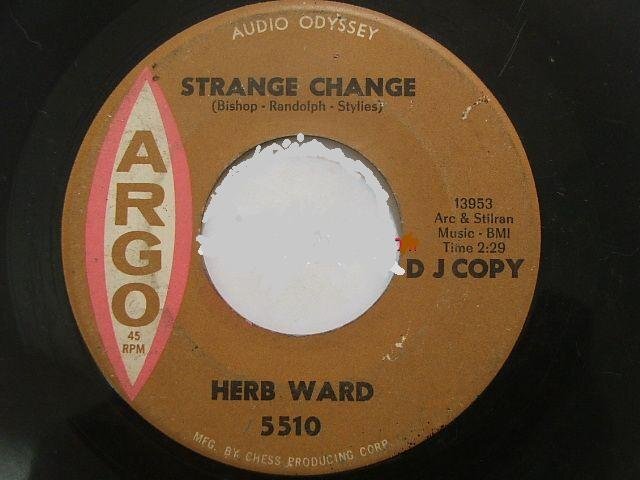 AUDIO ODYSSEY
STRANGE CHANGE
(Bishop - Randolph - Stylies)
ARGO
45
RPM
13953
Arc & Stilran
Music - BMI
Time 2:29
D J COPY
HERB WARD
5510
MFG. BY CHESS PRODUCING CORP.